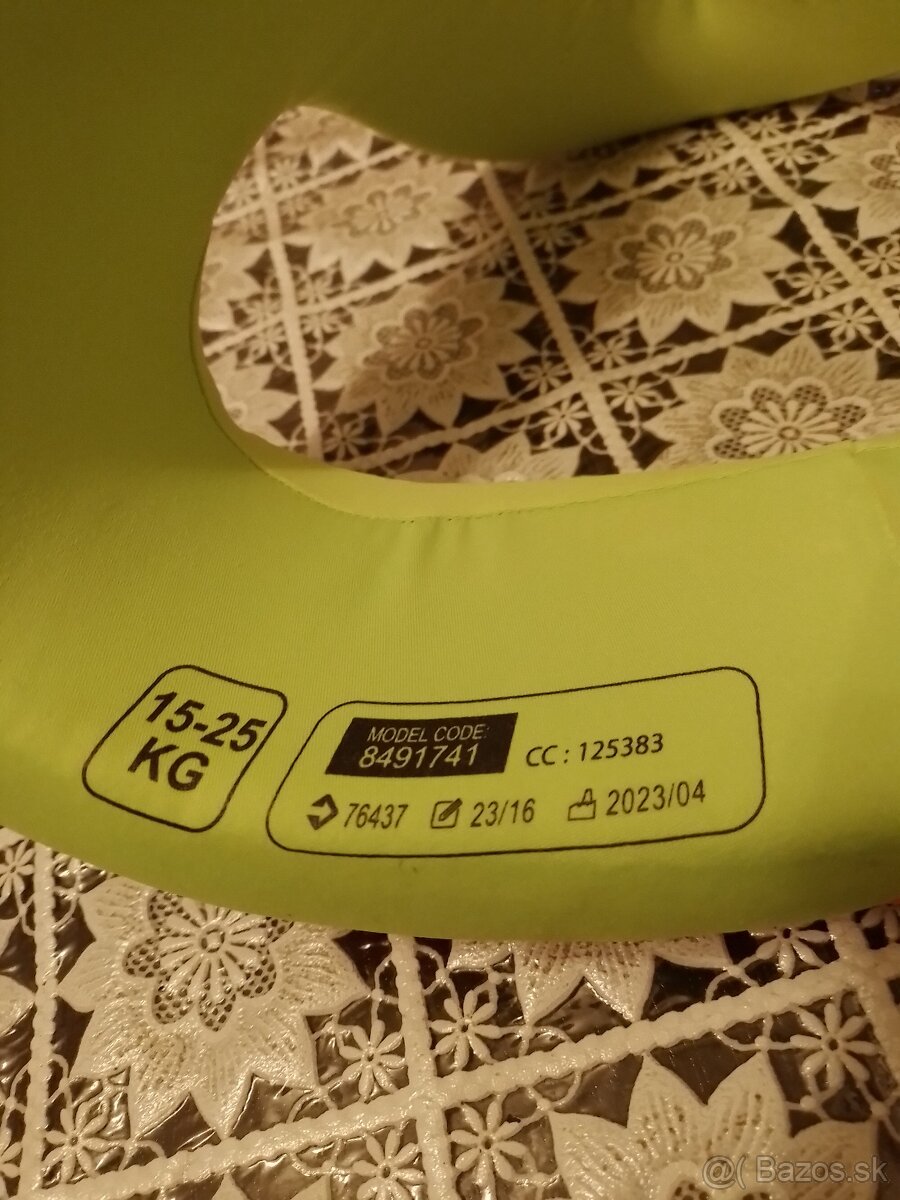 15-25
KG
MODEL CODE:
8491741
CC : 125383
76437 23/16 2023/04
@( Bazos.sk